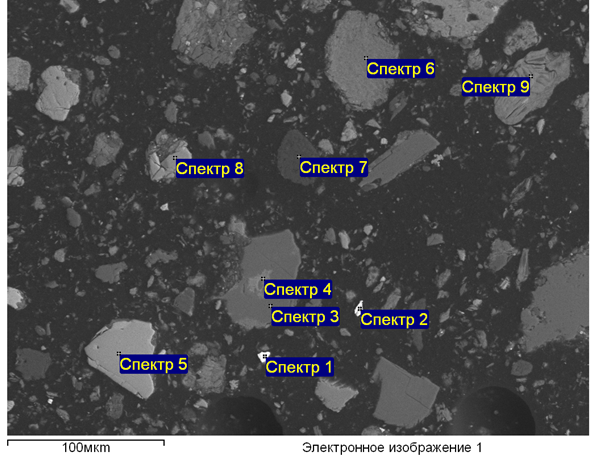 Спектр 6
Спектр 9
Спектр 8
Спектр 7
Спектр 4
Спектр 3
Спектр 2
Спектр 5
Спектр 1
100мкm
Электронное изображение 1